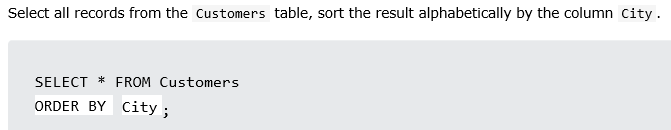 Select all records from the Customers table, sort the result alphabetically by the column City.
SELECT * FROM Customers
ORDER BY City;